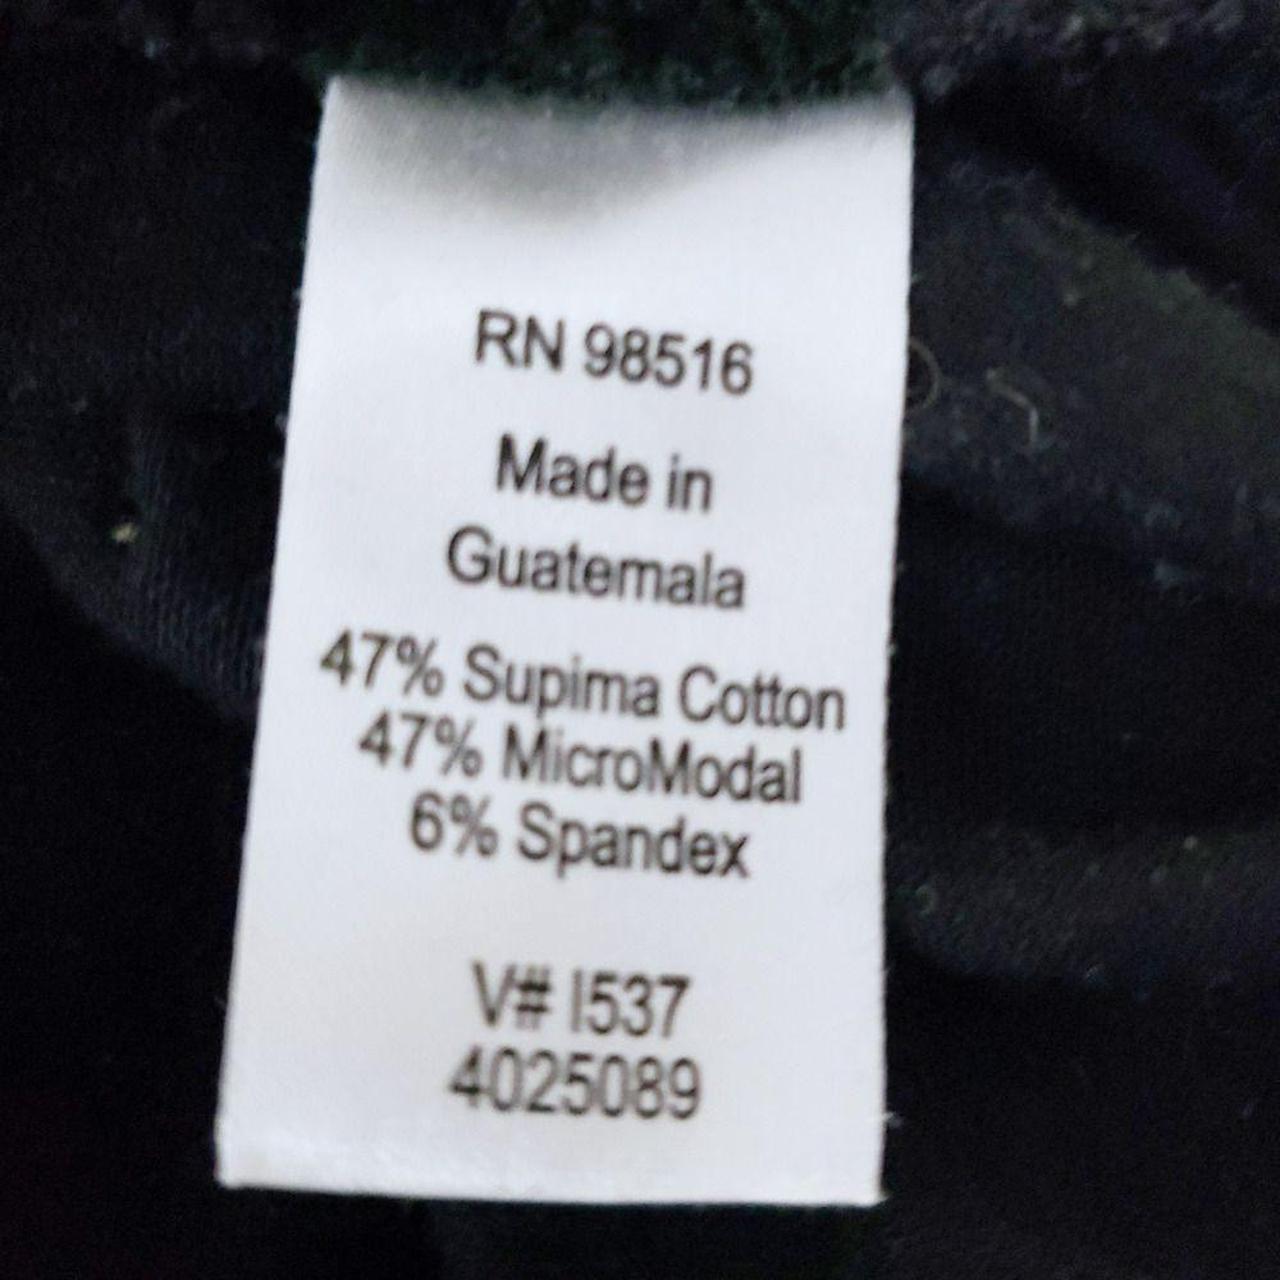 RN 98516
Made in
Guatemala
47% Supima Cotton
47% MicroModal
6% Spandex
V# I537
4025089